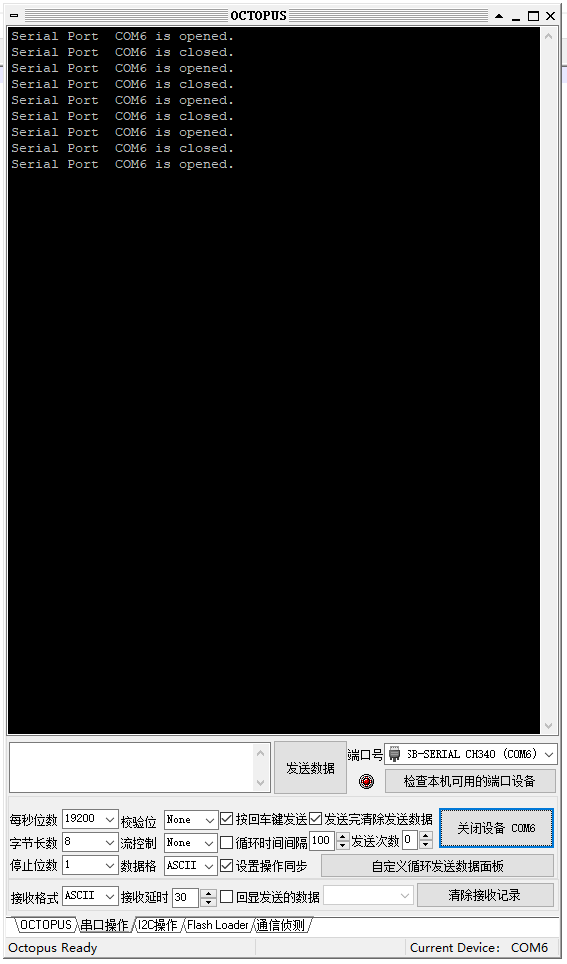 OCTOPUS
Serial Port  COM6 is opened.
Serial Port  COM6 is closed.
Serial Port  COM6 is opened.
Serial Port  COM6 is closed.
Serial Port  COM6 is opened.
Serial Port  COM6 is closed.
Serial Port  COM6 is opened.
Serial Port  COM6 is closed.
Serial Port  COM6 is opened.
发送数据 端口号 SB-SERIAL CH340 (COM6)
检查本机可用的端口设备
每秒位数 19200 校验位 None 按回车键发送 发送完清除发送数据 关闭设备 COM6
字节长数 8 流控制 None 循环时间间隔 100 发送次数 0
停止位数 1 数据格 ASCII 设置操作同步 自定义循环发送数据面板
接收格式 ASCII 接收延时 30 回显发送的数据 清除接收记录
OCTOPUS 串口操作 I2C操作 Flash Loader 通信侦测
Octopus Ready Current Device: COM6